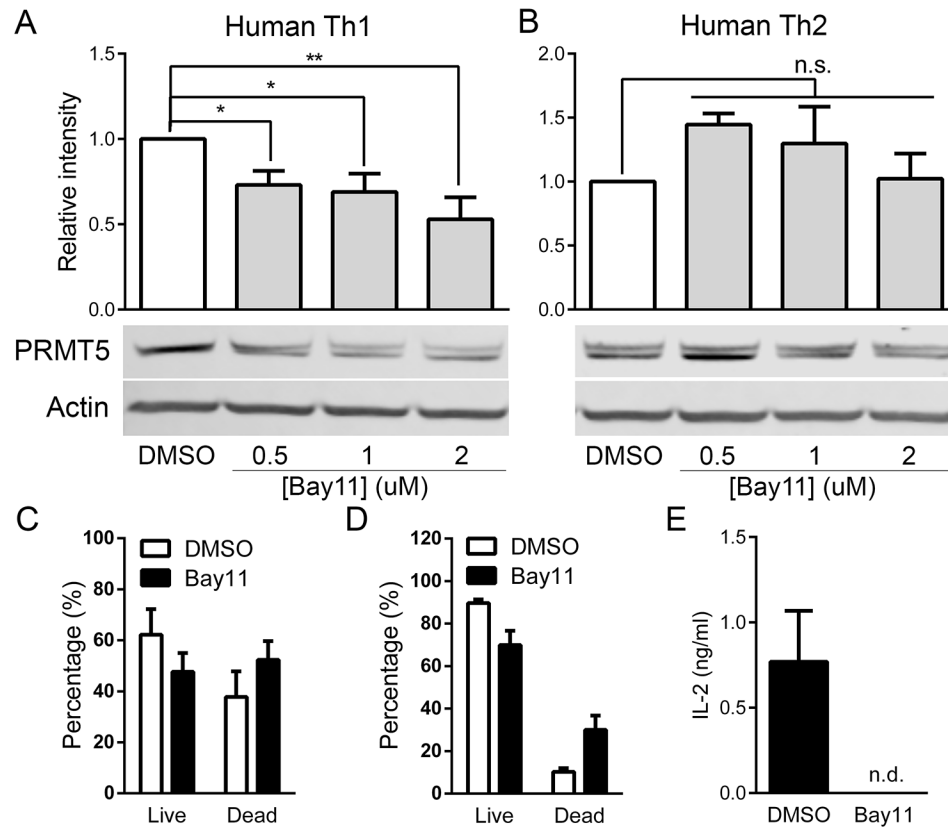 A
Human Th1
Relative intensity
1.5
1.0
0.5
0.0
*
*
**
PRMT5
Actin
DMSO 0.5 1 2
[Bay11] (uM)
B
Human Th2
2.0
1.5
1.0
0.5
0.0
n.s.
DMSO 0.5 1 2
[Bay11] (uM)
C
Percentage (%)
100
80
60
40
20
0
DMSO
Bay11
Live Dead
D
Percentage (%)
120
100
80
60
40
20
0
DMSO
Bay11
Live Dead
E
IL-2 (ng/ml)
1.5
1.0
0.5
0.0
n.d.
DMSO Bay11